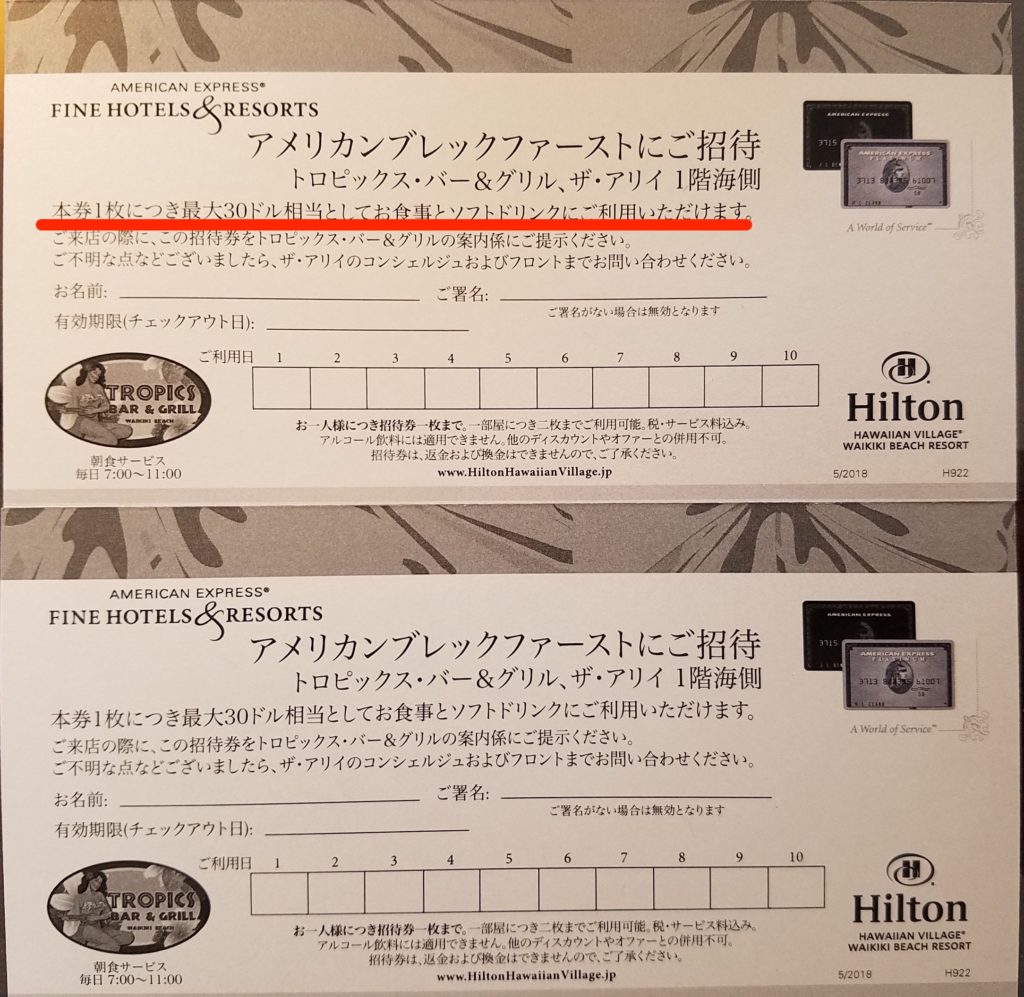 AMERICAN EXPRESS®
FINE HOTELS & RESORTS
アメリカンブレックファーストにご招待
トロピックス・バー＆グリル、ザ・アリイ 1階海側
本券1枚につき最大30ドル相当としてお食事とソフトドリンクにご利用いただけます。
ご来店の際に、この招待券をトロピックス・バー＆グリルの案内係にご提示ください。
ご不明な点などございましたら、ザ・アリイのコンシェルジュおよびフロントまでお問い合わせください。
AMERICAN EXPRESS
AMERICAN EXPRESS
PLATINUM
A World of Service℠
お名前:
ご署名:
ご署名がない場合は無効となります
有効期限(チェックアウト日):
ご利用日 1 2 3 4 5 6 7 8 9 10
TROPICS
BAR & GRILL
WAIKIKI BEACH
朝食サービス
毎日 7:00〜11:00
お一人様につき招待券一枚まで。一部屋につき二枚までご利用可能。税・サービス料込み。
アルコール飲料には適用できません。他のディスカウントやオファーとの併用不可。
招待券は、返金および換金はできませんので、ご了承ください。
www.HiltonHawaiianVillage.jp
Hilton
HAWAIIAN VILLAGE®
WAIKIKI BEACH RESORT
5/2018 H922
AMERICAN EXPRESS®
FINE HOTELS & RESORTS
アメリカンブレックファーストにご招待
トロピックス・バー＆グリル、ザ・アリイ 1階海側
本券1枚につき最大30ドル相当としてお食事とソフトドリンクにご利用いただけます。
ご来店の際に、この招待券をトロピックス・バー＆グリルの案内係にご提示ください。
ご不明な点などございましたら、ザ・アリイのコンシェルジュおよびフロントまでお問い合わせください。
AMERICAN EXPRESS
AMERICAN EXPRESS
PLATINUM
A World of Service℠
お名前:
ご署名:
ご署名がない場合は無効となります
有効期限(チェックアウト日):
ご利用日 1 2 3 4 5 6 7 8 9 10
TROPICS
BAR & GRILL
WAIKIKI BEACH
朝食サービス
毎日 7:00〜11:00
お一人様につき招待券一枚まで。一部屋につき二枚までご利用可能。税・サービス料込み。
アルコール飲料には適用できません。他のディスカウントやオファーとの併用不可。
招待券は、返金および換金はできませんので、ご了承ください。
www.HiltonHawaiianVillage.jp
Hilton
HAWAIIAN VILLAGE®
WAIKIKI BEACH RESORT
5/2018 H922